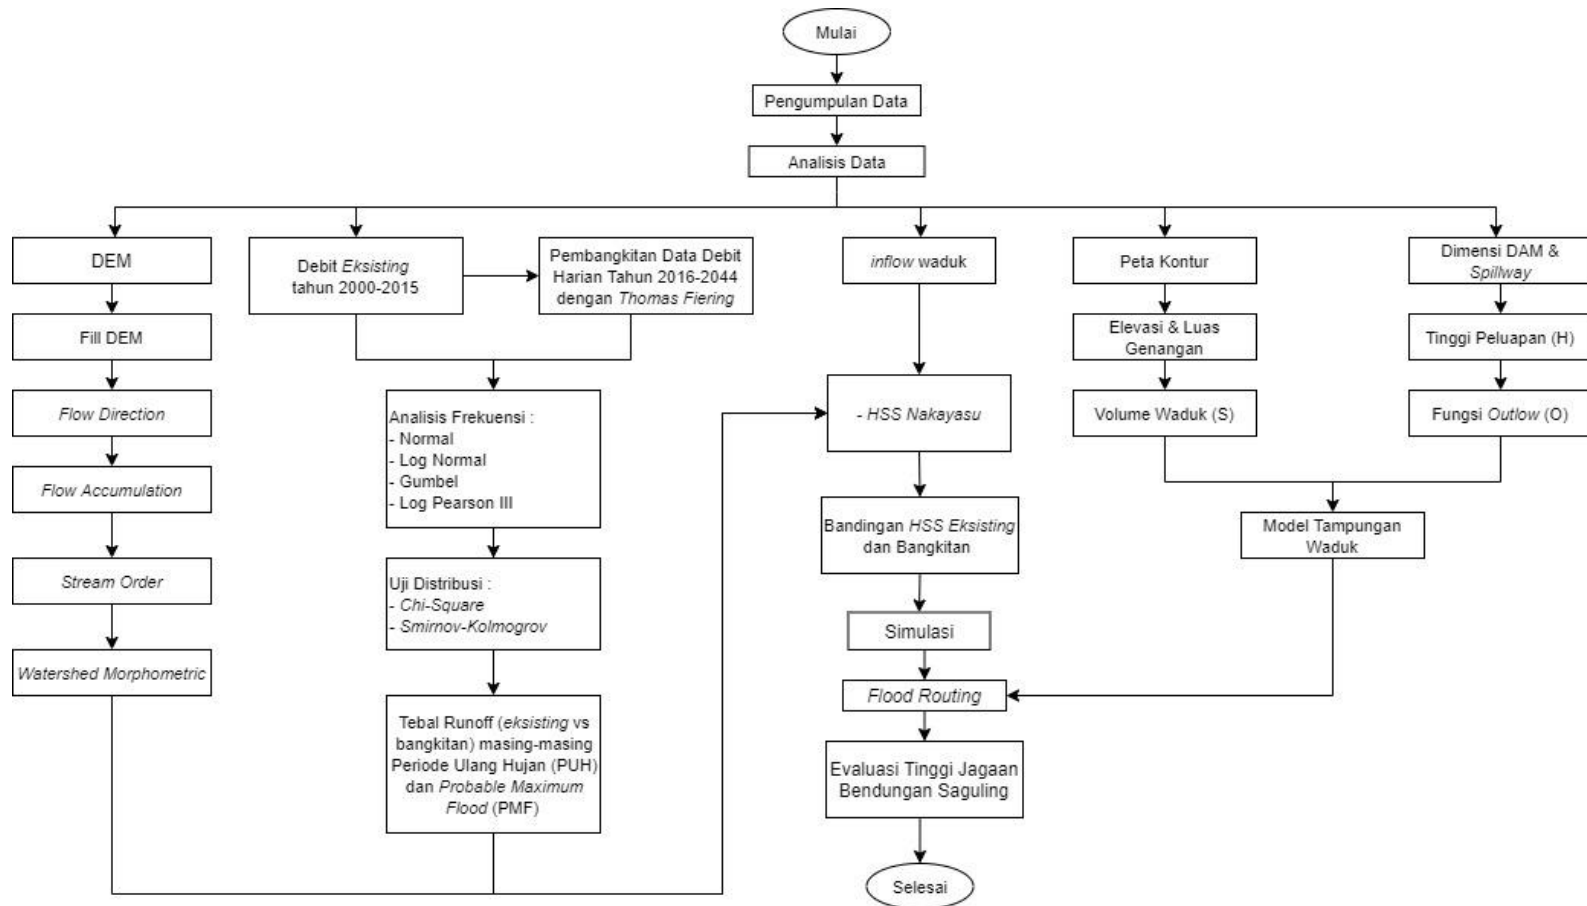 Mulai
Pengumpulan Data
Analisis Data
DEM
Fill DEM
Flow Direction
Flow Accumulation
Stream Order
Watershed Morphometric
Debit Eksisting
tahun 2000-2015
Pembangkitan Data Debit
Harian Tahun 2016-2044
dengan Thomas Fiering
Analisis Frekuensi :
- Normal
- Log Normal
- Gumbel
- Log Pearson III
Uji Distribusi :
- Chi-Square
- Smirnov-Kolmogrov
Tebal Runoff (eksisting vs
bangkitan) masing-masing
Periode Ulang Hujan (PUH)
dan Probable Maximum
Flood (PMF)
inflow waduk
- HSS Nakayasu
Bandingan HSS Eksisting
dan Bangkitan
Simulasi
Flood Routing
Evaluasi Tinggi Jagaan
Bendungan Saguling
Selesai
Peta Kontur
Elevasi & Luas
Genangan
Volume Waduk (S)
Dimensi DAM &
Spillway
Tinggi Peluapan (H)
Fungsi Outlow (O)
Model Tampungan
Waduk